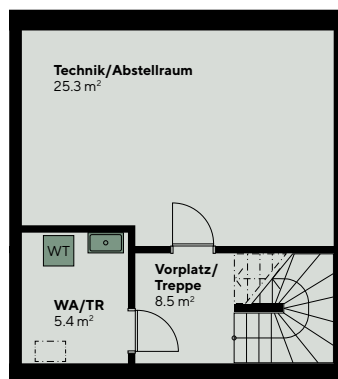 Technik/Abstellraum
25.3 m²
WT
Vorplatz/
Treppe
8.5 m²
WA/TR
5.4 m²